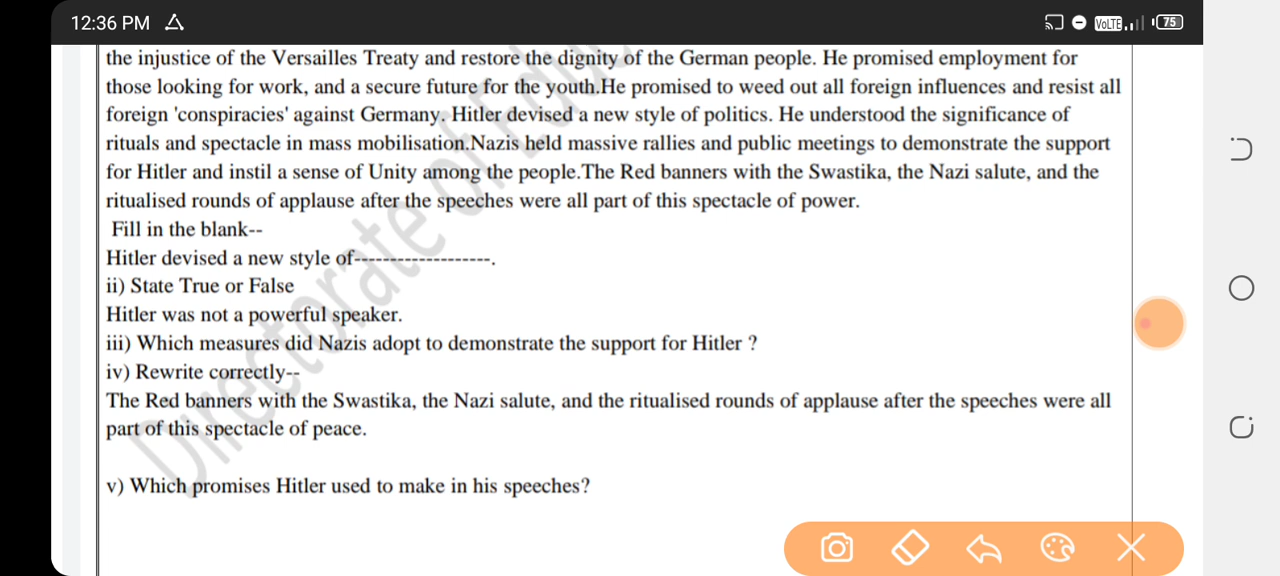 12:36 PM
VoLTE 75
the injustice of the Versailles Treaty and restore the dignity of the German people. He promised employment for
those looking for work, and a secure future for the youth.He promised to weed out all foreign influences and resist all
foreign 'conspiracies' against Germany. Hitler devised a new style of politics. He understood the significance of
rituals and spectacle in mass mobilisation.Nazis held massive rallies and public meetings to demonstrate the support
for Hitler and instil a sense of Unity among the people.The Red banners with the Swastika, the Nazi salute, and the
ritualised rounds of applause after the speeches were all part of this spectacle of power.
Fill in the blank--
Hitler devised a new style of-------------------.
ii) State True or False
Hitler was not a powerful speaker.
iii) Which measures did Nazis adopt to demonstrate the support for Hitler ?
iv) Rewrite correctly--
The Red banners with the Swastika, the Nazi salute, and the ritualised rounds of applause after the speeches were all
part of this spectacle of peace.
v) Which promises Hitler used to make in his speeches?
Directorate of Edu